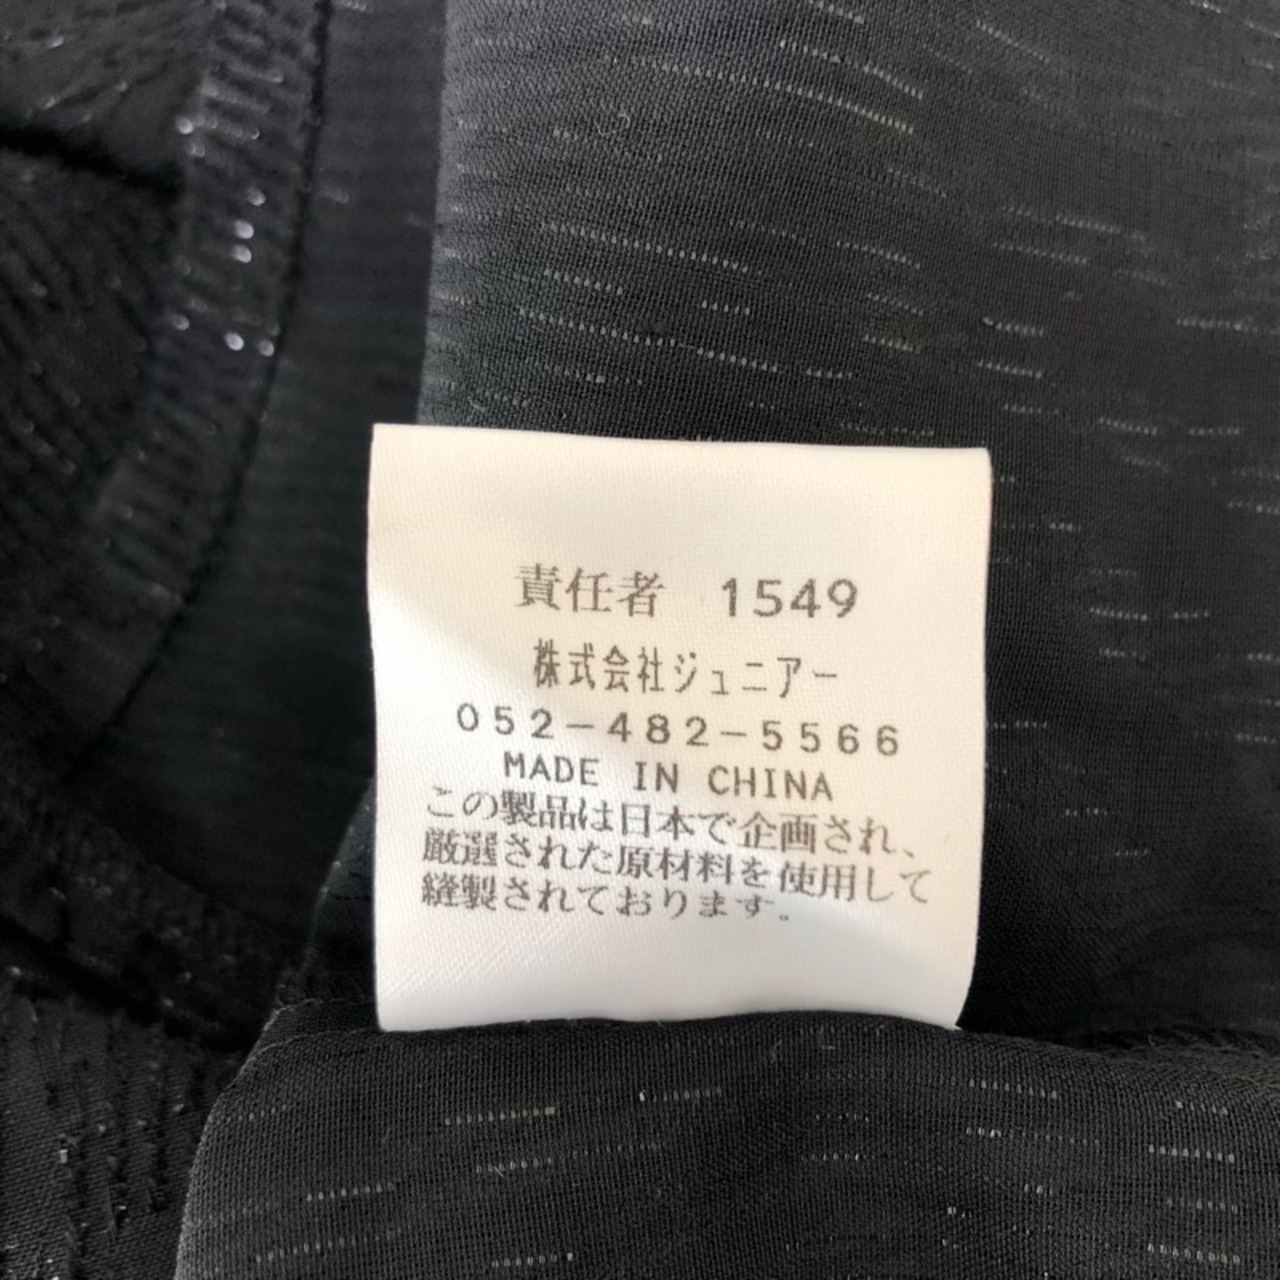 責任者 1549
株式会社ジュニアー
052-482-5566
MADE IN CHINA
この製品は日本で企画され、
厳選された原材料を使用して
縫製されております。